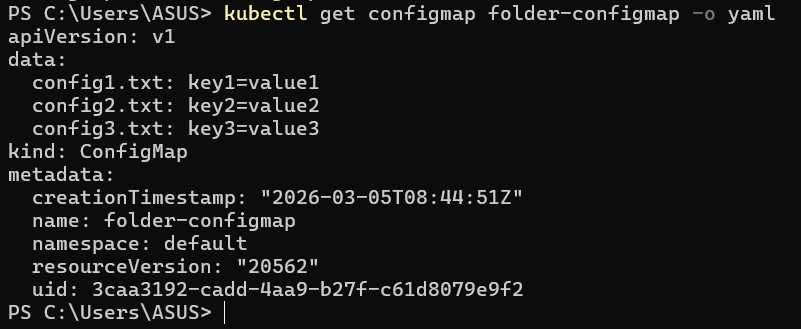 PS C:\Users\ASUS> kubectl get configmap folder-configmap -o yaml
apiVersion: v1
data:
  config1.txt: key1=value1
  config2.txt: key2=value2
  config3.txt: key3=value3
kind: ConfigMap
metadata:
  creationTimestamp: "2026-03-05T08:44:51Z"
  name: folder-configmap
  namespace: default
  resourceVersion: "20562"
  uid: 3caa3192-cadd-4aa9-b27f-c61d8079e9f2
PS C:\Users\ASUS>